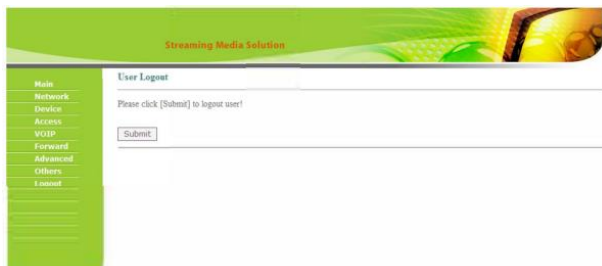 Streaming Media Solution
Main
Network
Device
Access
VOIP
Forward
Advanced
Others
Logout
User Logout
Please click [Submit] to logout user!
Submit